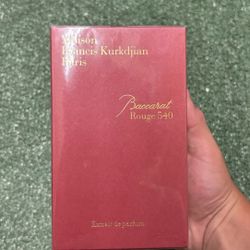 Maison
Francis Kurkdjian
Paris
Baccarat
Rouge 540
Extrait de parfum